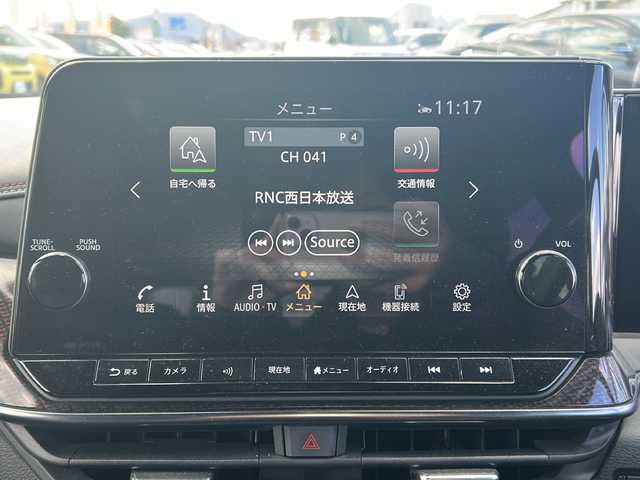 メニュー
11:17
TV1 P 4
CH 041
自宅へ帰る
交通情報
RNC西日本放送
Source
発着信履歴
TUNE・
SCROLL
PUSH
SOUND
VOL
電話
情報
AUDIO・TV
メニュー
現在地
機器接続
設定
戻る
カメラ
現在地
メニュー
オーディオ